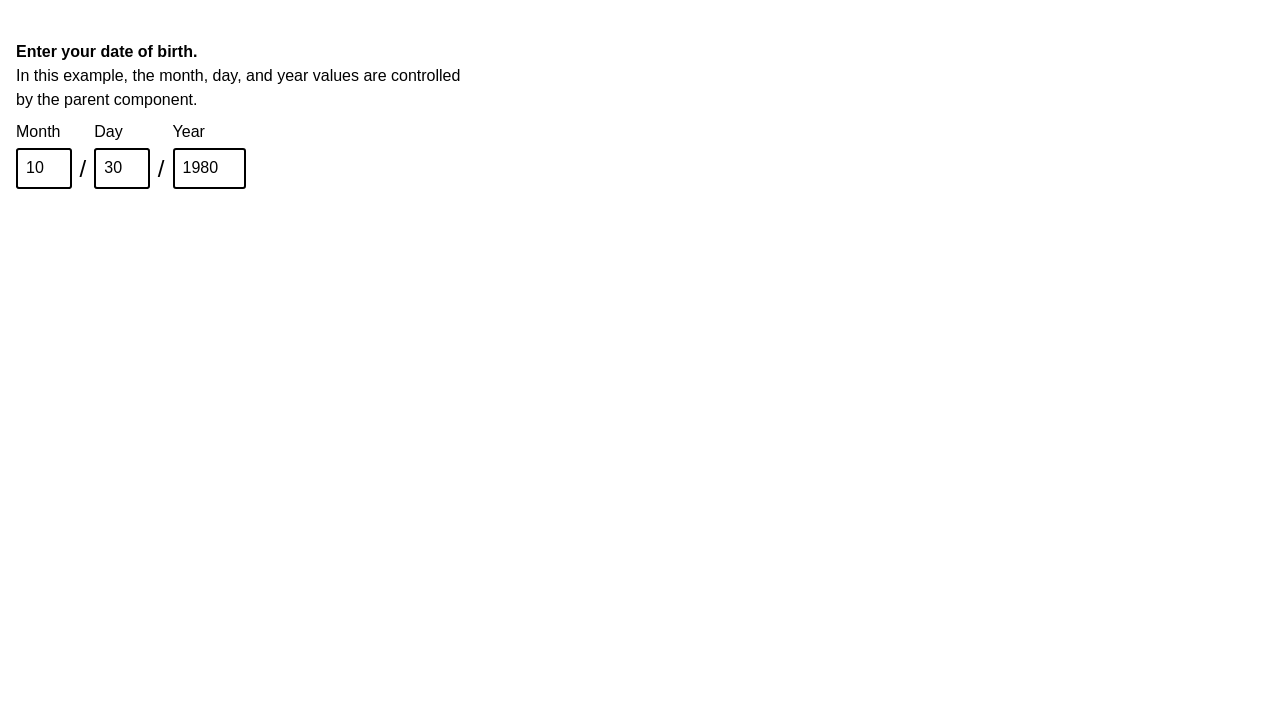 Enter your date of birth.
In this example, the month, day, and year values are controlled
by the parent component.
Month Day Year
10 / 30 / 1980